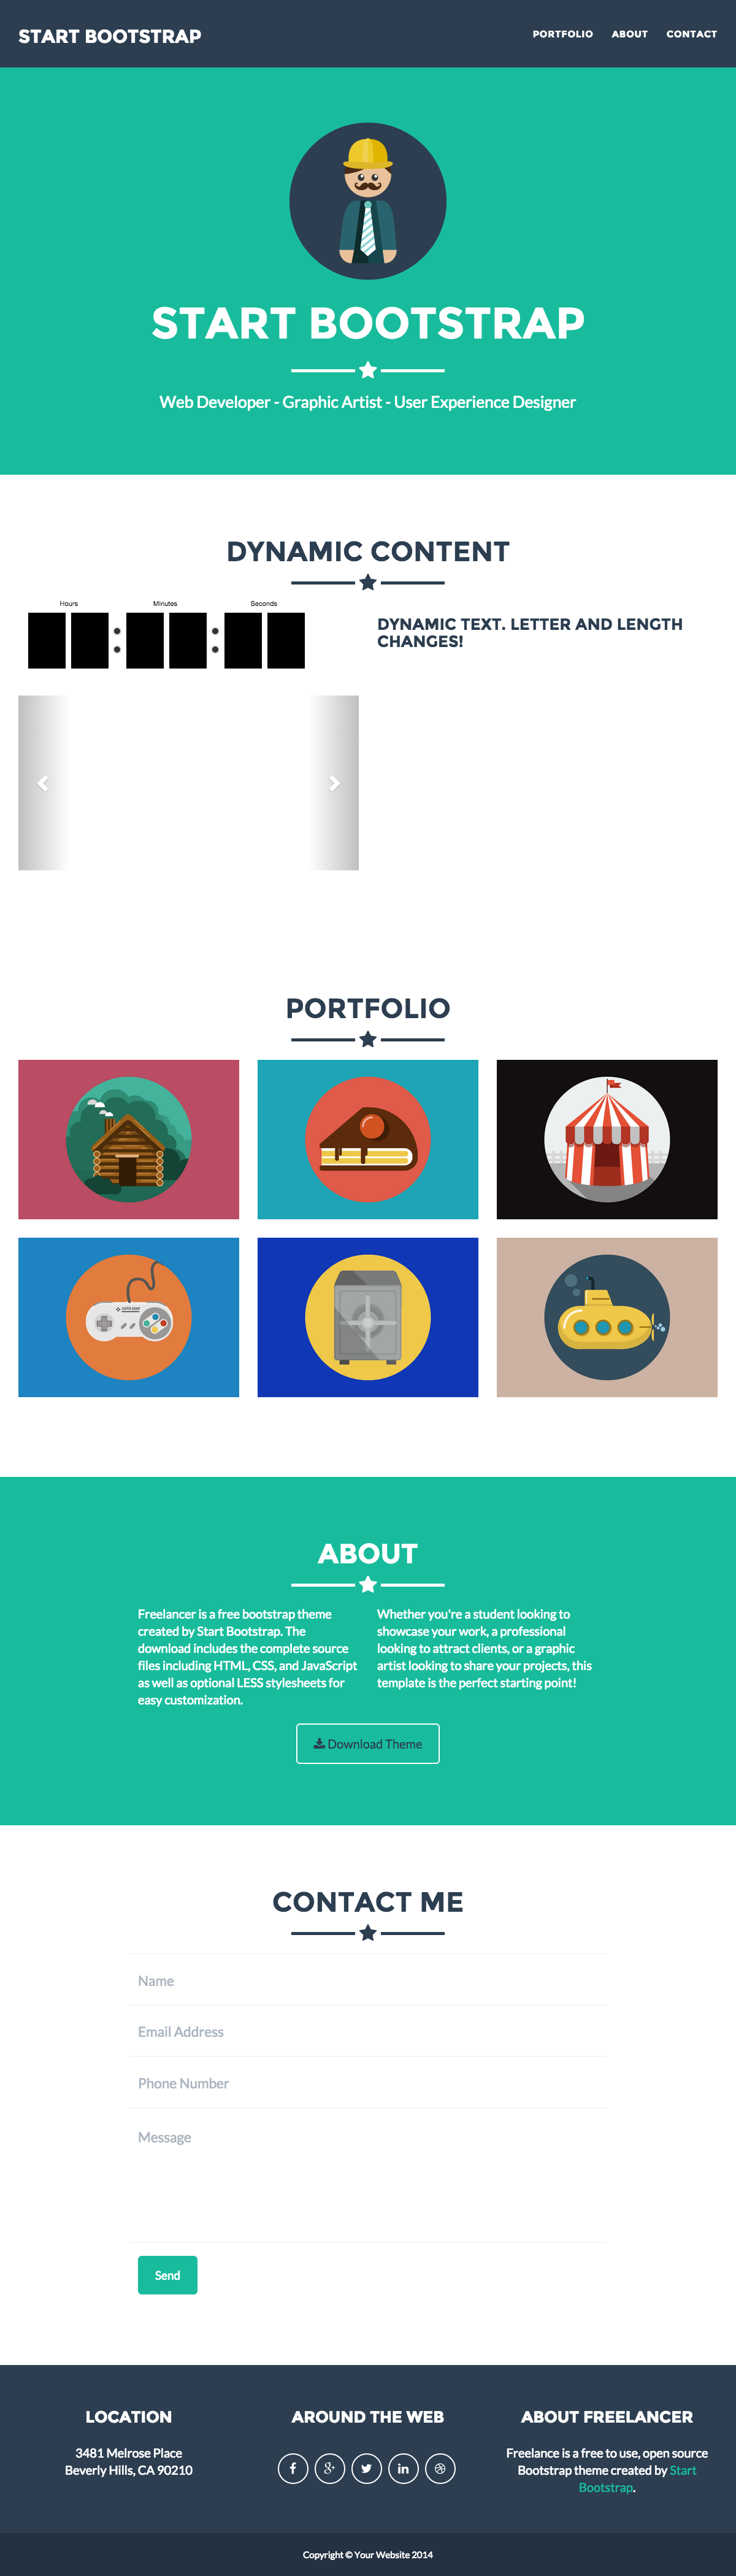 START BOOTSTRAP
PORTFOLIO ABOUT CONTACT
START BOOTSTRAP
Web Developer - Graphic Artist - User Experience Designer
DYNAMIC CONTENT
Hours Minutes Seconds
DYNAMIC TEXT. LETTER AND LENGTH
CHANGES!
PORTFOLIO
SUPER GAME
ABOUT
Freelancer is a free bootstrap theme
created by Start Bootstrap. The
download includes the complete source
files including HTML, CSS, and JavaScript
as well as optional LESS stylesheets for
easy customization.
Whether you're a student looking to
showcase your work, a professional
looking to attract clients, or a graphic
artist looking to share your projects, this
template is the perfect starting point!
Download Theme
CONTACT ME
Name
Email Address
Phone Number
Message
Send
LOCATION
3481 Melrose Place
Beverly Hills, CA 90210
AROUND THE WEB
ABOUT FREELANCER
Freelance is a free to use, open source
Bootstrap theme created by Start
Bootstrap.
Copyright © Your Website 2014